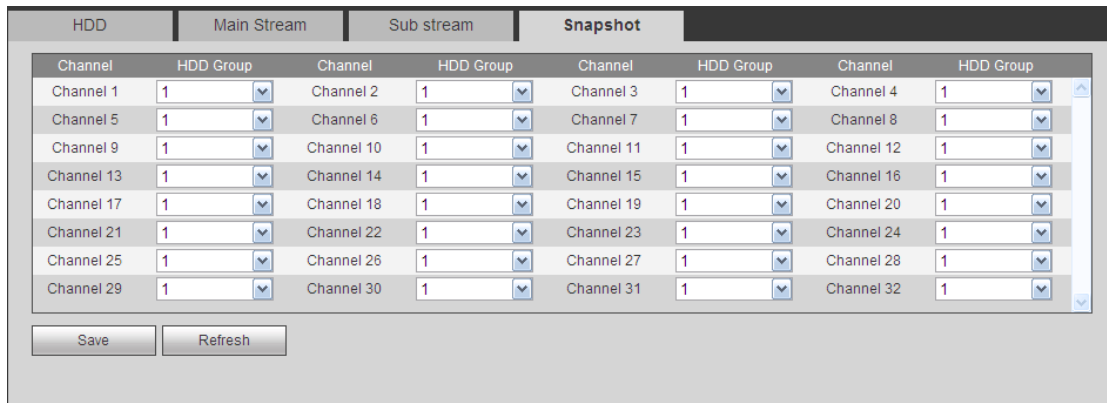 HDD Main Stream Sub stream Snapshot
Channel HDD Group Channel HDD Group Channel HDD Group Channel HDD Group
Channel 1 1 Channel 2 1 Channel 3 1 Channel 4 1
Channel 5 1 Channel 6 1 Channel 7 1 Channel 8 1
Channel 9 1 Channel 10 1 Channel 11 1 Channel 12 1
Channel 13 1 Channel 14 1 Channel 15 1 Channel 16 1
Channel 17 1 Channel 18 1 Channel 19 1 Channel 20 1
Channel 21 1 Channel 22 1 Channel 23 1 Channel 24 1
Channel 25 1 Channel 26 1 Channel 27 1 Channel 28 1
Channel 29 1 Channel 30 1 Channel 31 1 Channel 32 1
Save Refresh